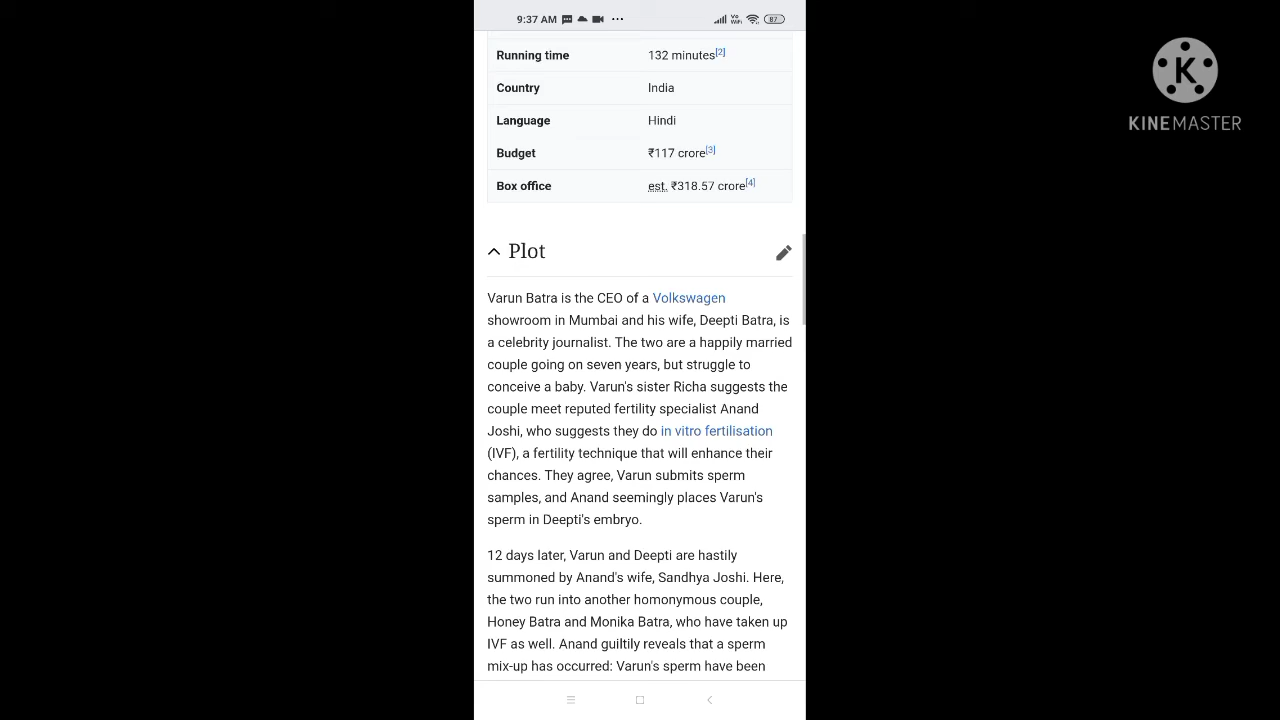 9:37 AM
Vo
WiFi
87
Running time 132 minutes[2]
Country India
Language Hindi
Budget ₹117 crore[3]
Box office est. ₹318.57 crore[4]
Plot
Varun Batra is the CEO of a Volkswagen
showroom in Mumbai and his wife, Deepti Batra, is
a celebrity journalist. The two are a happily married
couple going on seven years, but struggle to
conceive a baby. Varun's sister Richa suggests the
couple meet reputed fertility specialist Anand
Joshi, who suggests they do in vitro fertilisation
(IVF), a fertility technique that will enhance their
chances. They agree, Varun submits sperm
samples, and Anand seemingly places Varun's
sperm in Deepti's embryo.
12 days later, Varun and Deepti are hastily
summoned by Anand's wife, Sandhya Joshi. Here,
the two run into another homonymous couple,
Honey Batra and Monika Batra, who have taken up
IVF as well. Anand guiltily reveals that a sperm
mix-up has occurred: Varun's sperm have been
K
KINEMASTER